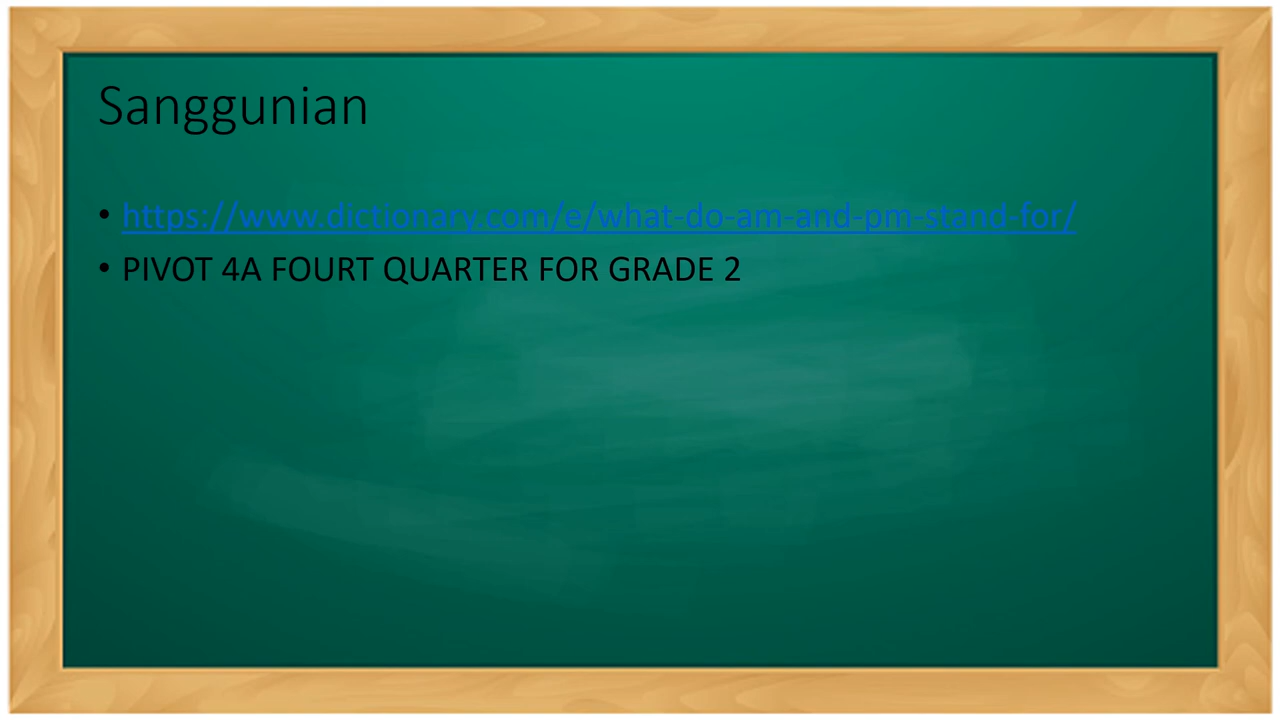 Sanggunian
• https://www.dictionary.com/e/what-do-am-and-pm-stand-for/
• PIVOT 4A FOURT QUARTER FOR GRADE 2